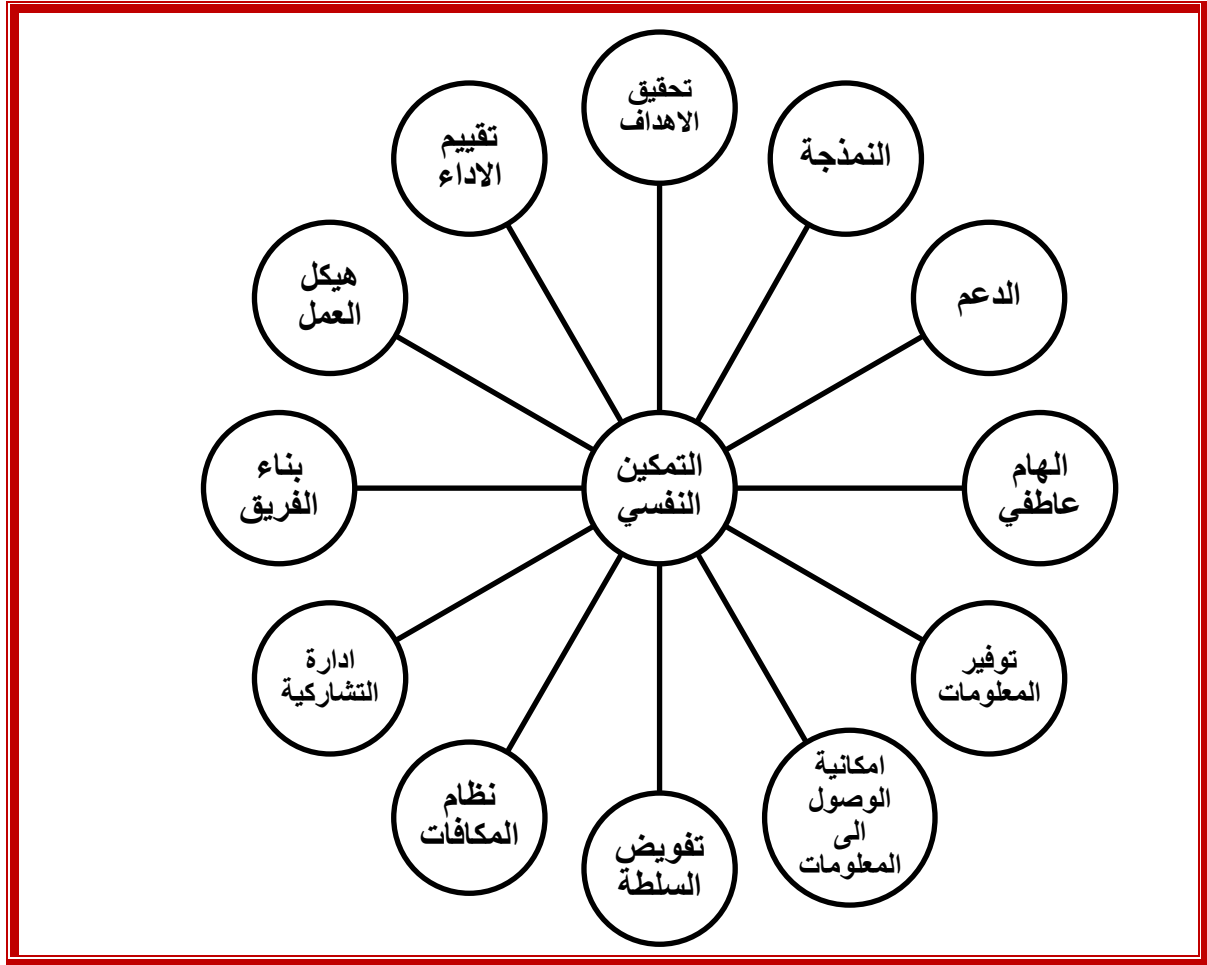 تحقيق
الاهداف
النمذجة
الدعم
الهام
عاطفي
توفير
المعلومات
امكانية
الوصول
الى
المعلومات
تفويض
السلطة
نظام
المكافات
ادارة
التشاركية
بناء
الفريق
هيكل
العمل
تقييم
الاداء
التمكين
النفسي